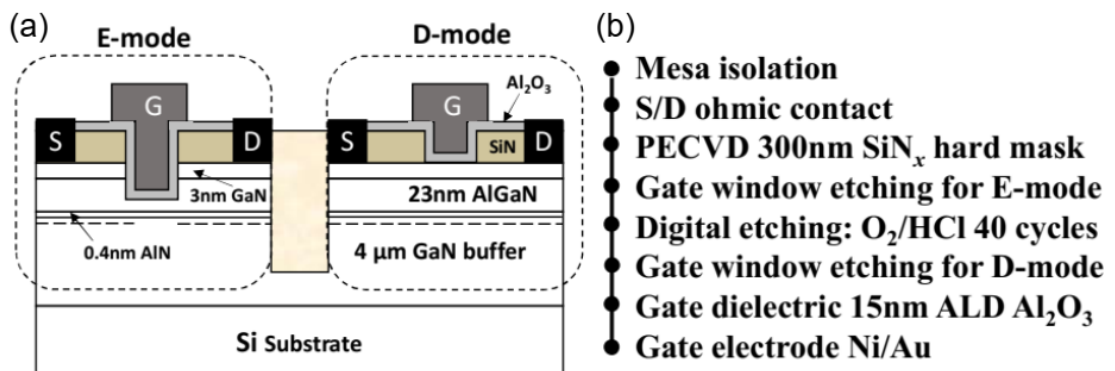 (a)
E-mode
D-mode
Al₂O₃
G
G
S
D
S
SiN
D
3nm GaN
23nm AlGaN
0.4nm AlN
4 μm GaN buffer
Si Substrate
(b)
Mesa isolation
S/D ohmic contact
PECVD 300nm SiNₓ hard mask
Gate window etching for E-mode
Digital etching: O₂/HCl 40 cycles
Gate window etching for D-mode
Gate dielectric 15nm ALD Al₂O₃
Gate electrode Ni/Au